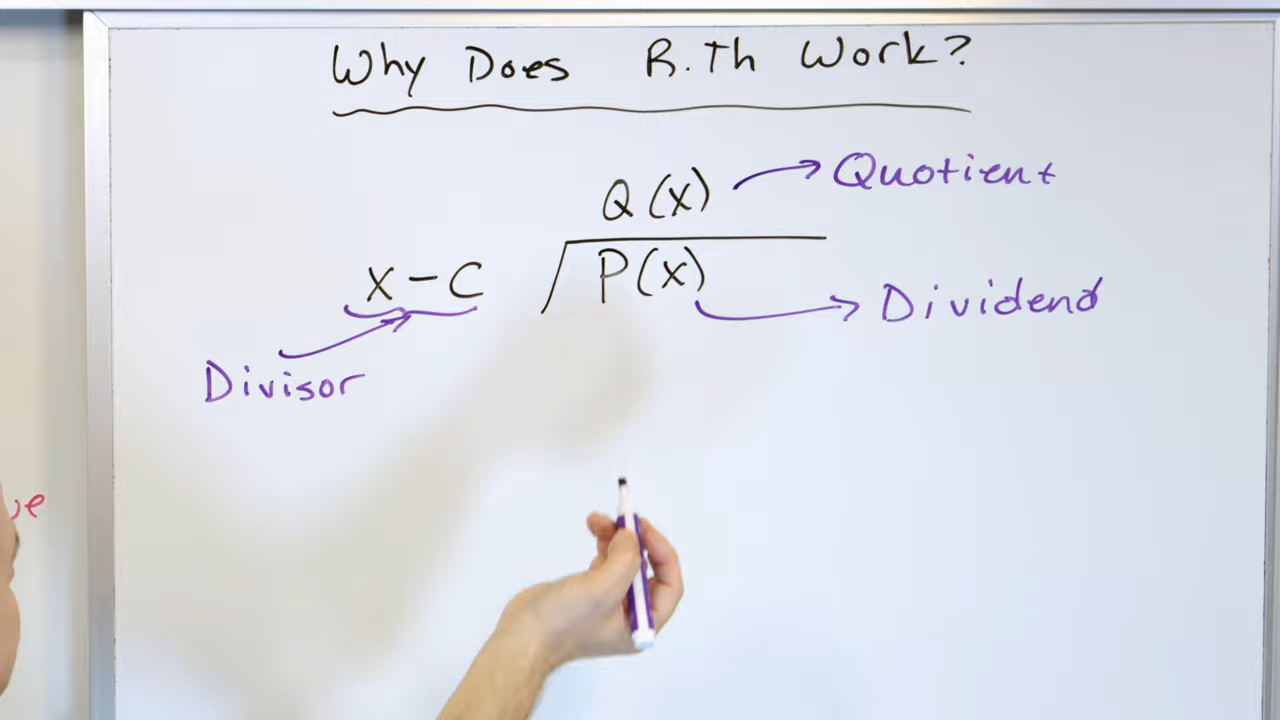 Why Does R.Th Work?
Q(x) → Quotient
x-c P(x) → Dividend
Divisor